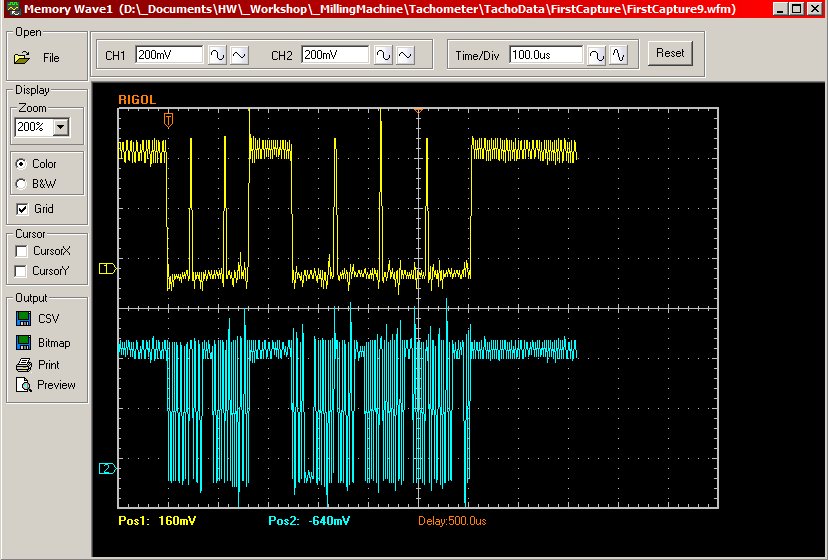 Memory Wave1 (D:\_Documents\HW\_Workshop\_MillingMachine\Tachometer\TachoData\FirstCapture\FirstCapture9.wfm)
Open
File
CH1 200mV CH2 200mV Time/Div 100.0us Reset
Display
Zoom
200%
Color
B&W
Grid
Cursor
CursorX
CursorY
Output
CSV
Bitmap
Print
Preview
RIGOL
T
1
2
Pos1: 160mV Pos2: -640mV Delay:500.0us